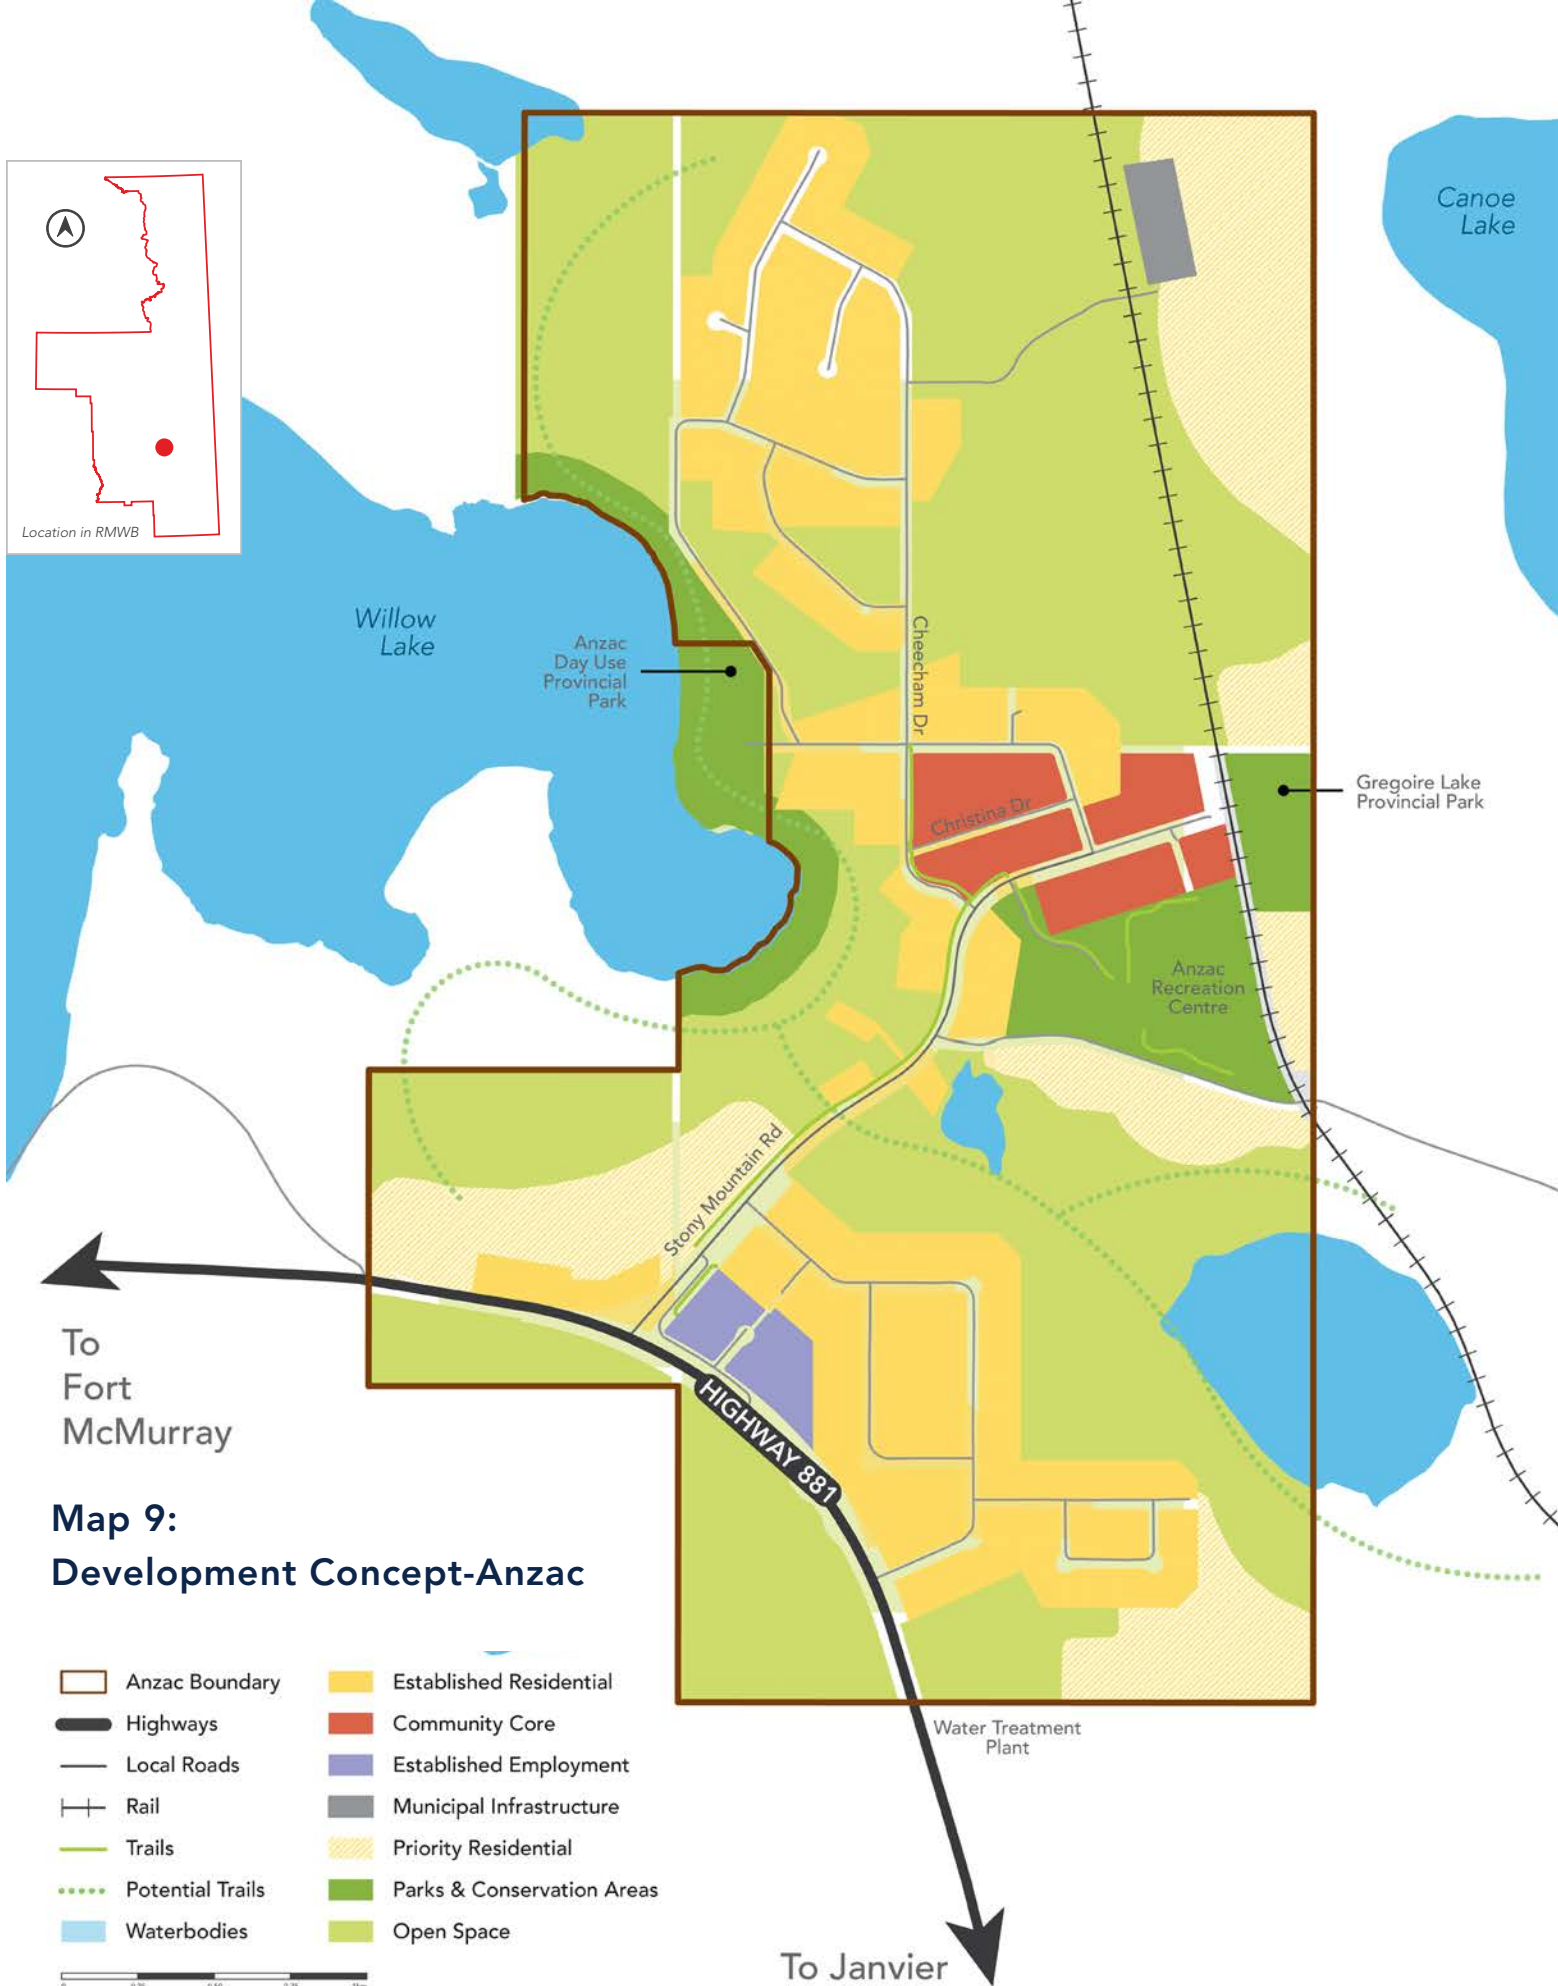 Canoe
Lake
Location in RMWB
Willow
Lake
Anzac
Day Use
Provincial
Park
Cheecham Dr
Christina Dr
Gregoire Lake
Provincial Park
Anzac
Recreation
Centre
Stony Mountain Rd
To
Fort
McMurray
HIGHWAY 881
Map 9:
Development Concept-Anzac
Water Treatment
Plant
Anzac Boundary
Highways
Local Roads
Rail
Trails
Potential Trails
Waterbodies
Established Residential
Community Core
Established Employment
Municipal Infrastructure
Priority Residential
Parks & Conservation Areas
Open Space
To Janvier